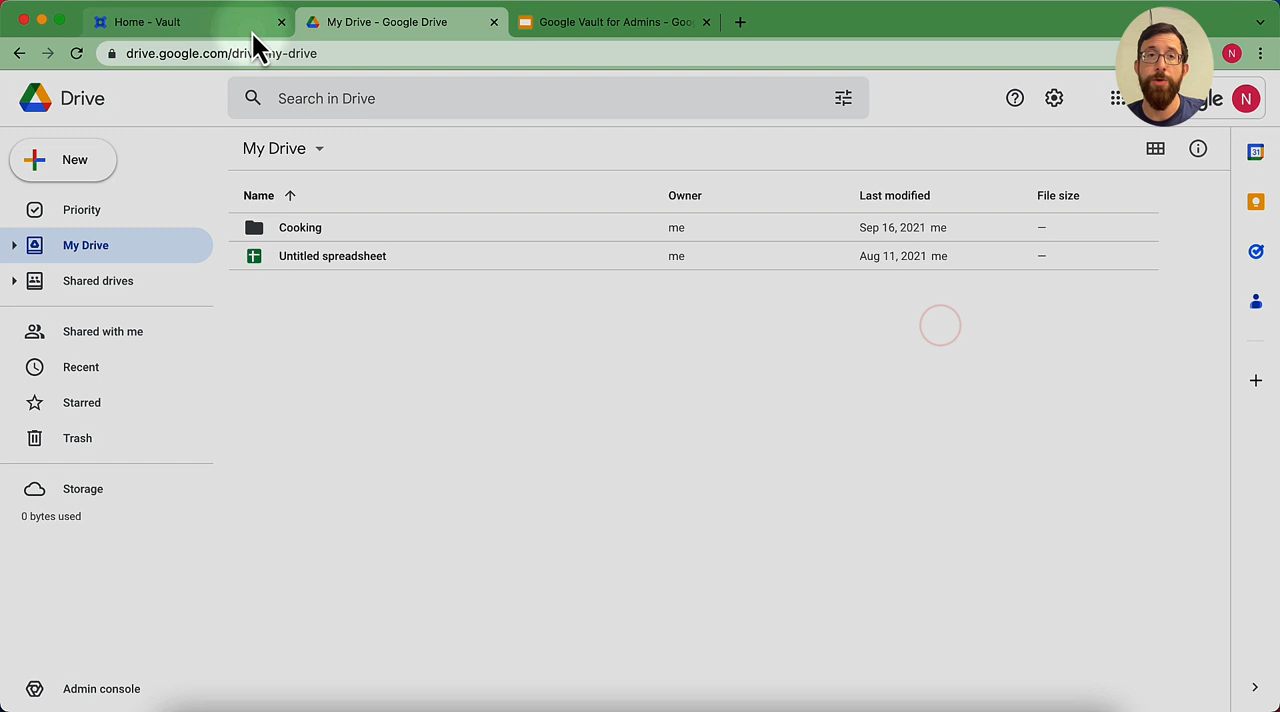 Home - Vault
My Drive - Google Drive
Google Vault for Admins - Goo
drive.google.com/drive/my-drive
N
Drive
Search in Drive
gle
N
New
My Drive
31
Name
Owner
Last modified
File size
Priority
Cooking
me
Sep 16, 2021 me
–
My Drive
Untitled spreadsheet
me
Aug 11, 2021 me
–
Shared drives
Shared with me
Recent
Starred
Trash
Storage
0 bytes used
Admin console